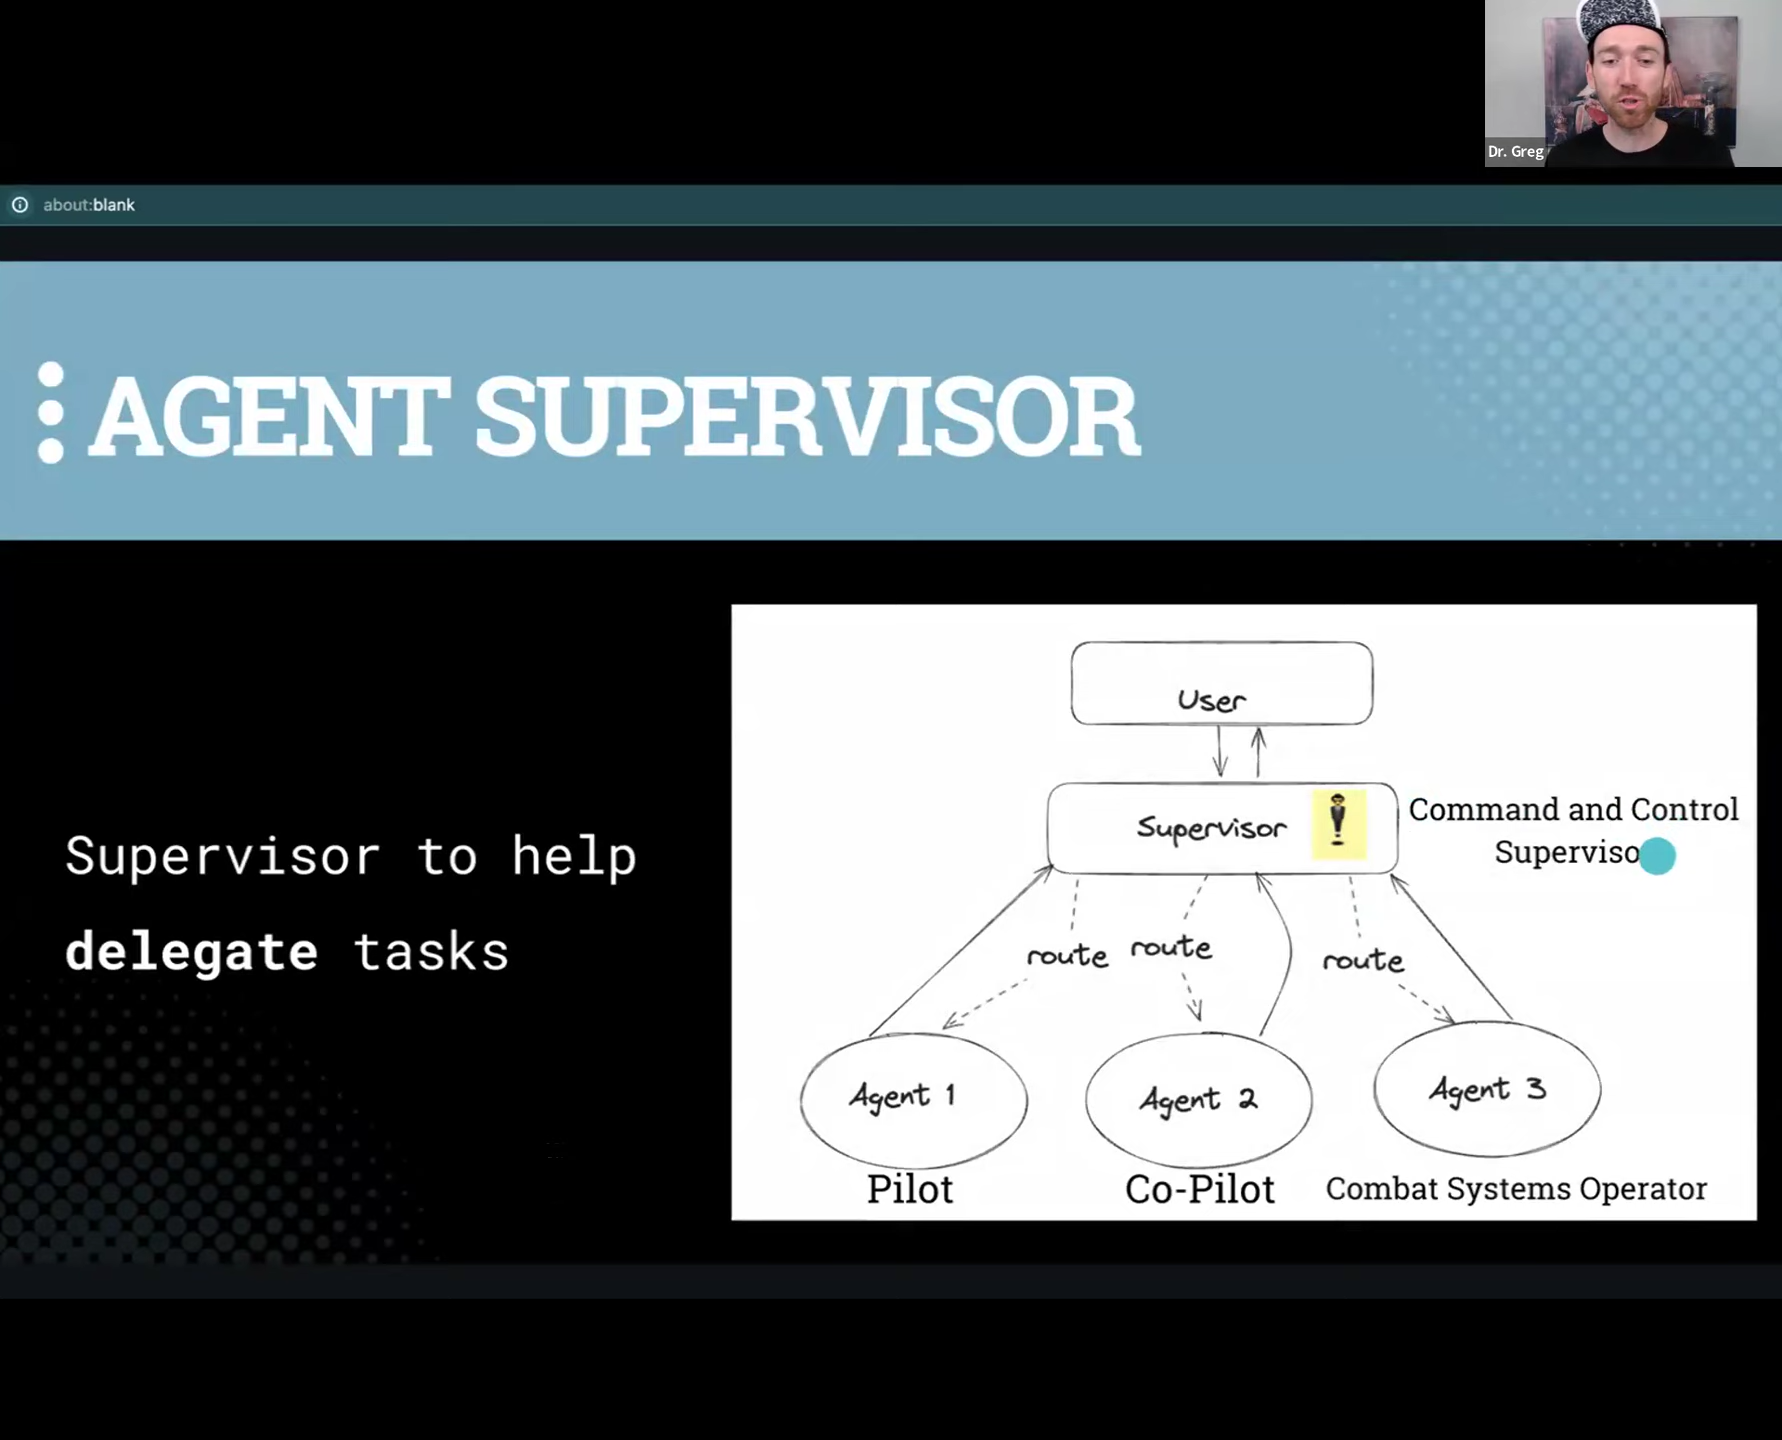 Dr. Greg
about:blank
AGENT SUPERVISOR
Supervisor to help
delegate tasks
User
Supervisor
Command and Control
Superviso
route route route
Agent 1 Agent 2 Agent 3
Pilot Co-Pilot Combat Systems Operator